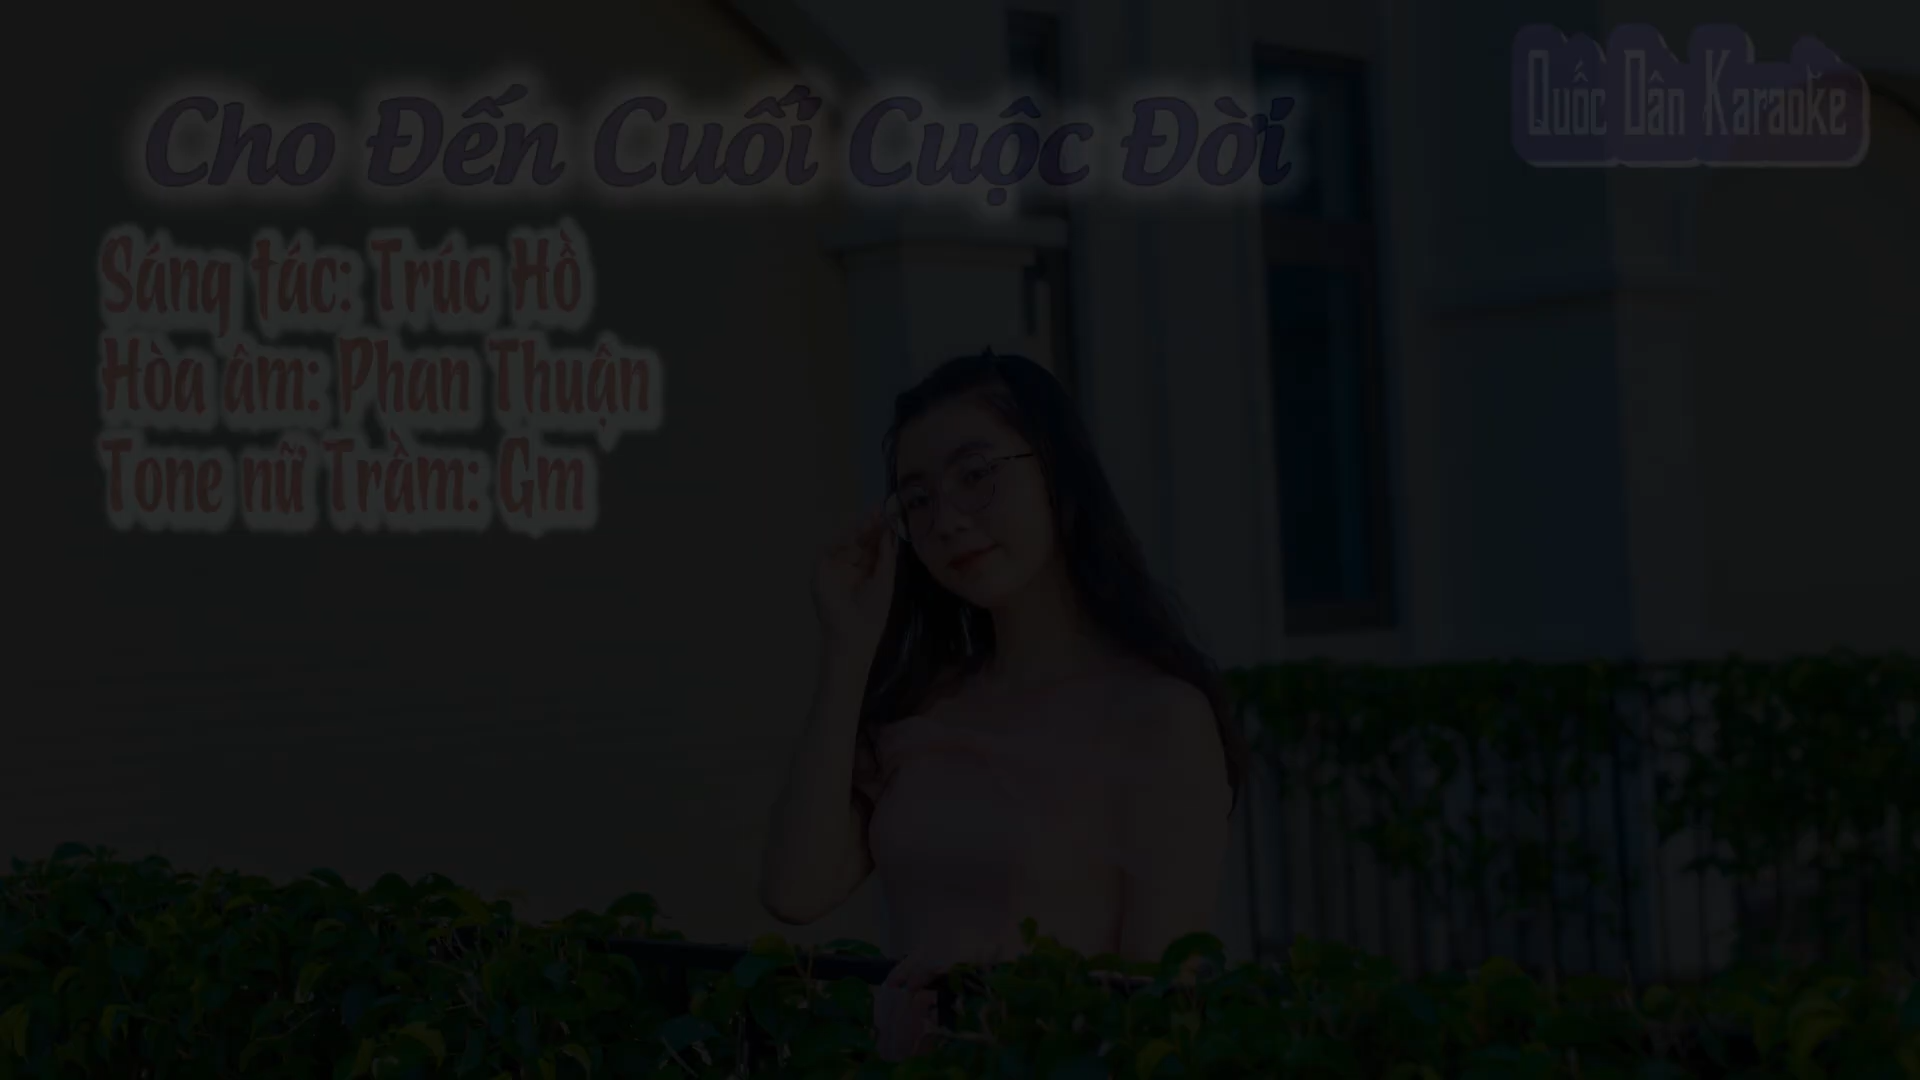 Cho Đến Cuối Cuộc Đời
Quốc Dân Karaoke
Sáng tác: Trúc Hồ
Hòa âm: Phan Thuận
Tone nữ Trầm: Gm